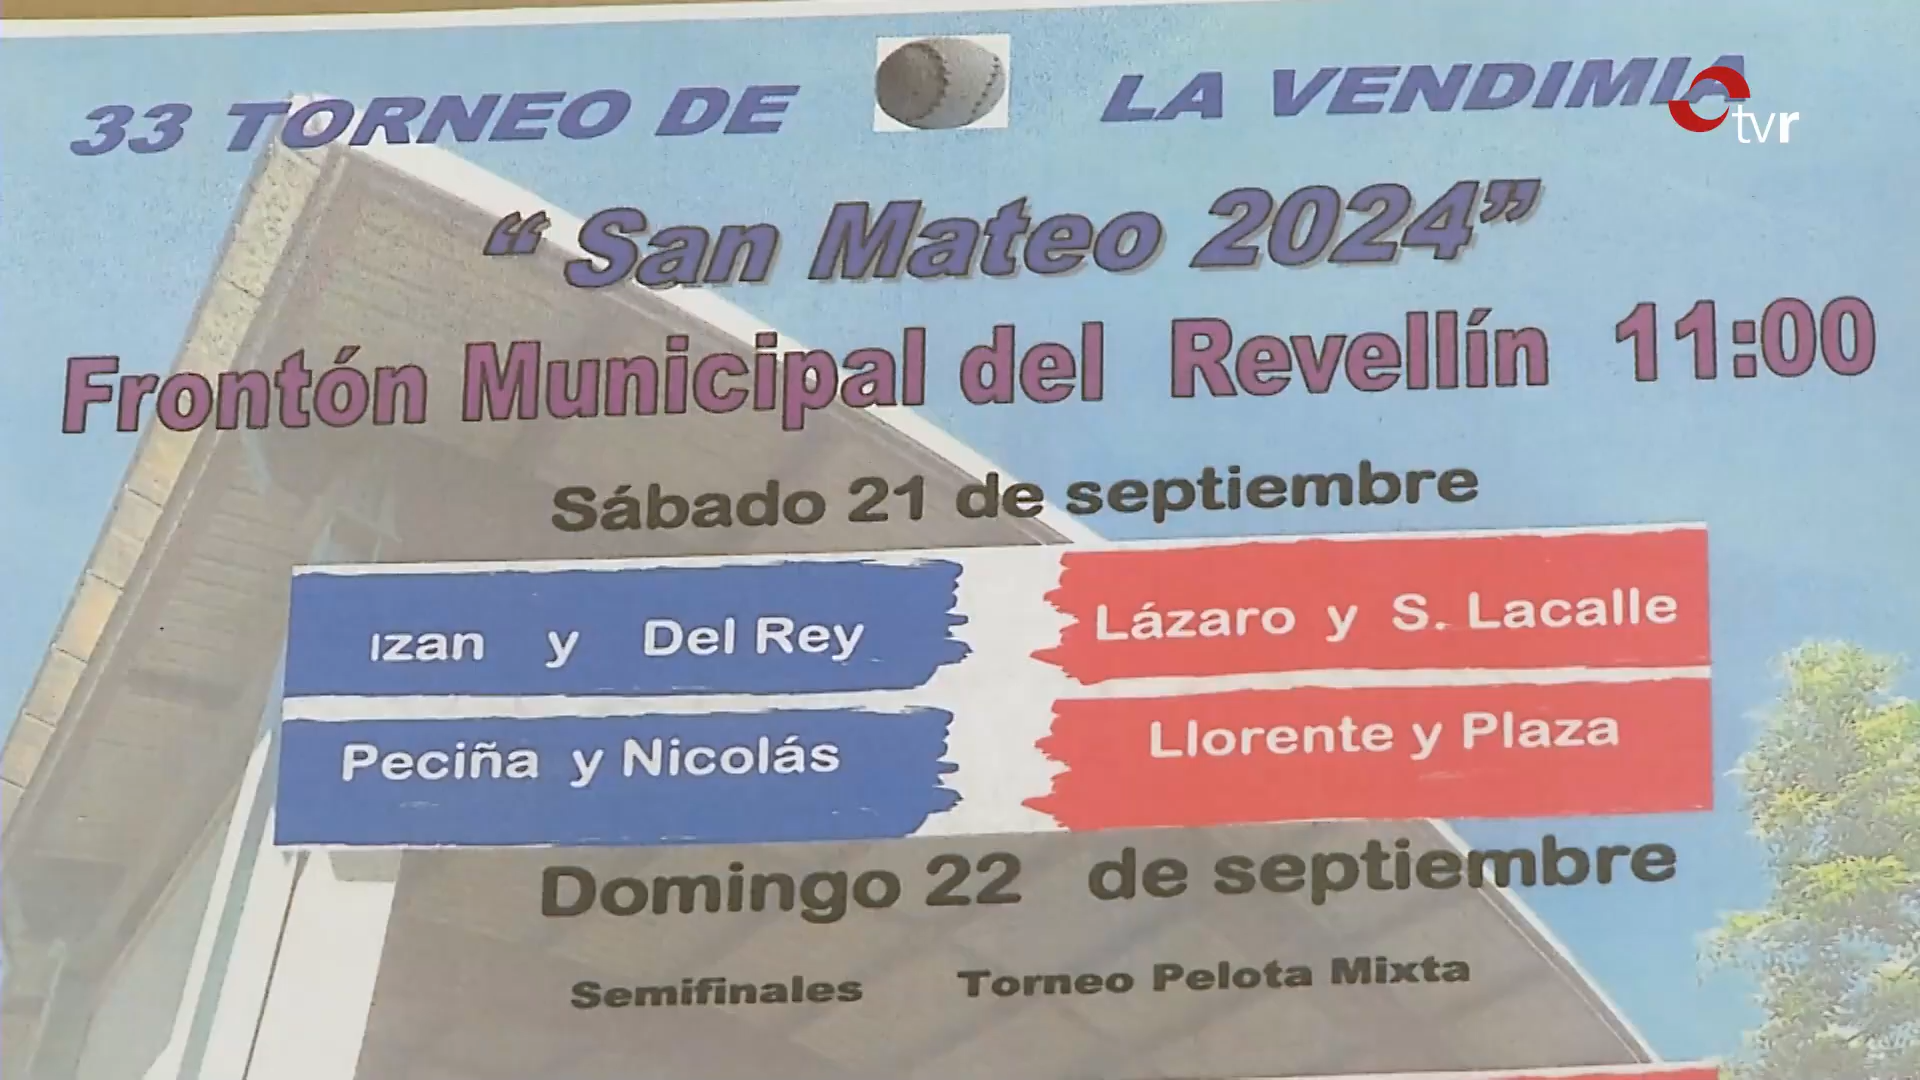 33 TORNEO DE LA VENDIMIA
tvr
“ San Mateo 2024”
Frontón Municipal del Revellín 11:00
Sábado 21 de septiembre
Izan y Del Rey Lázaro y S. Lacalle
Peciña y Nicolás Llorente y Plaza
Domingo 22 de septiembre
Semifinales Torneo Pelota Mixta